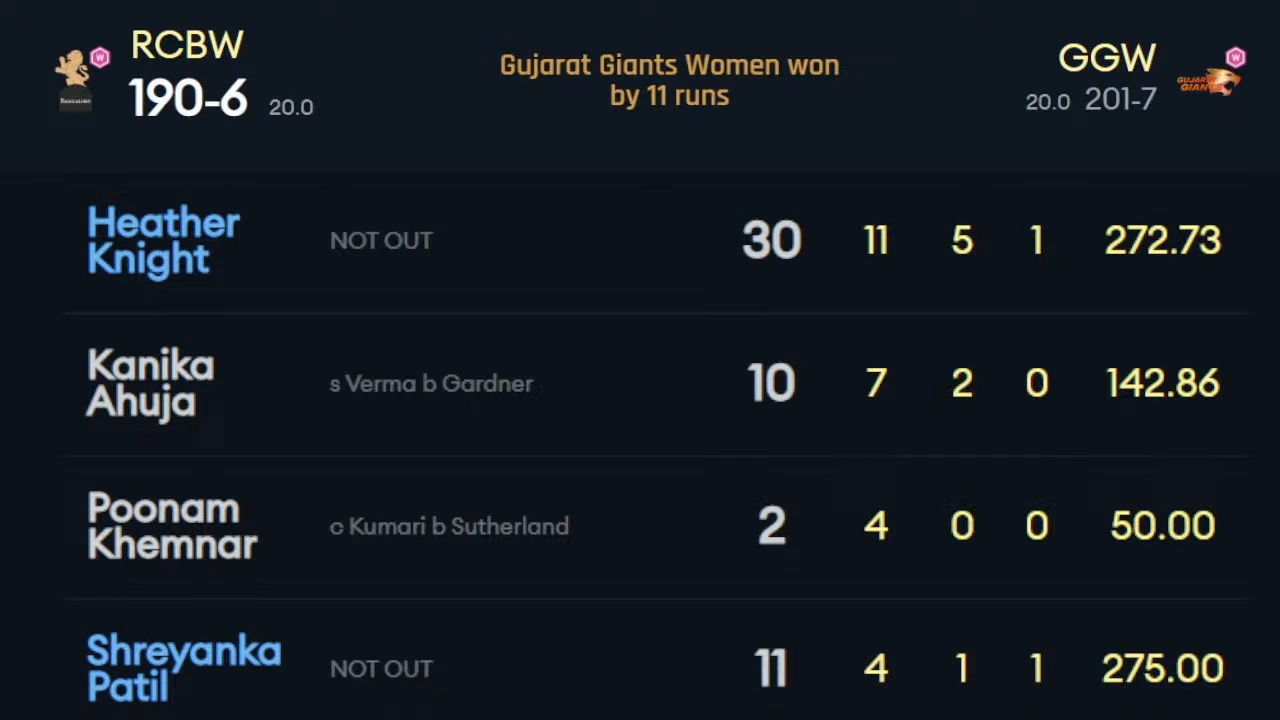 RCBW
190-6 20.0
Gujarat Giants Women won
by 11 runs
GGW
20.0 201-7
GUJARAT
GIANTS
Heather
Knight
NOT OUT 30 11 5 1 272.73
Kanika
Ahuja
s Verma b Gardner 10 7 2 0 142.86
Poonam
Khemnar
c Kumari b Sutherland 2 4 0 0 50.00
Shreyanka
Patil
NOT OUT 11 4 1 1 275.00